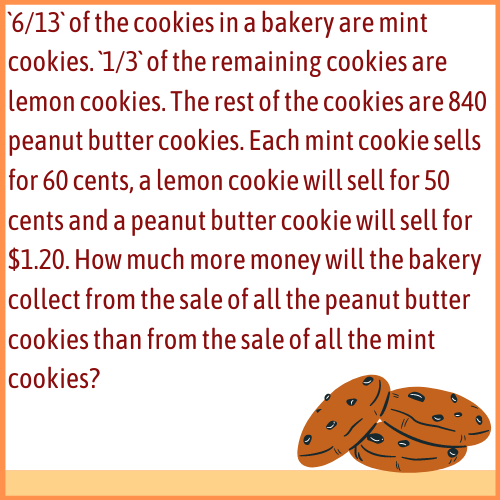 `6/13` of the cookies in a bakery are mint
cookies. `1/3` of the remaining cookies are
lemon cookies. The rest of the cookies are 840
peanut butter cookies. Each mint cookie sells
for 60 cents, a lemon cookie will sell for 50
cents and a peanut butter cookie will sell for
$1.20. How much more money will the bakery
collect from the sale of all the peanut butter
cookies than from the sale of all the mint
cookies?